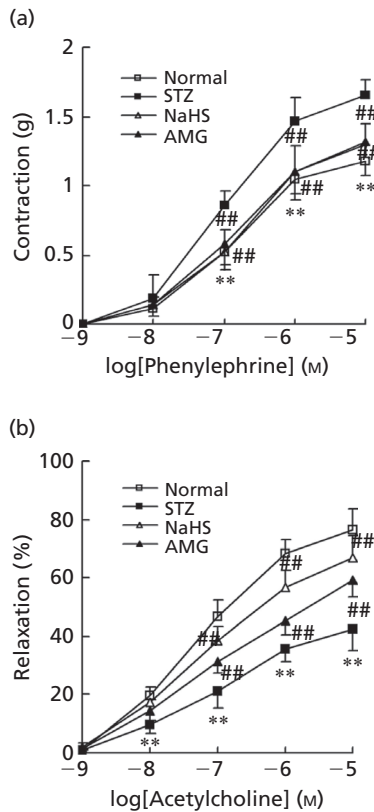 (a)
2
Normal
STZ
NaHS
AMG
1.5
1
0.5
0
Contraction (g)
##
##
##
##
##
##
**
**
**
−9
−8
−7
−6
−5
log[Phenylephrine] (M)
(b)
100
Normal
STZ
NaHS
AMG
80
60
40
20
0
Relaxation (%)
##
##
##
##
##
##
**
**
**
**
−9
−8
−7
−6
−5
log[Acetylcholine] (M)